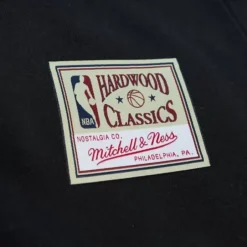 HARDWOOD
NBA
CLASSICS
NOSTALGIA CO.
Mitchell & Ness
PHILADELPHIA, PA.